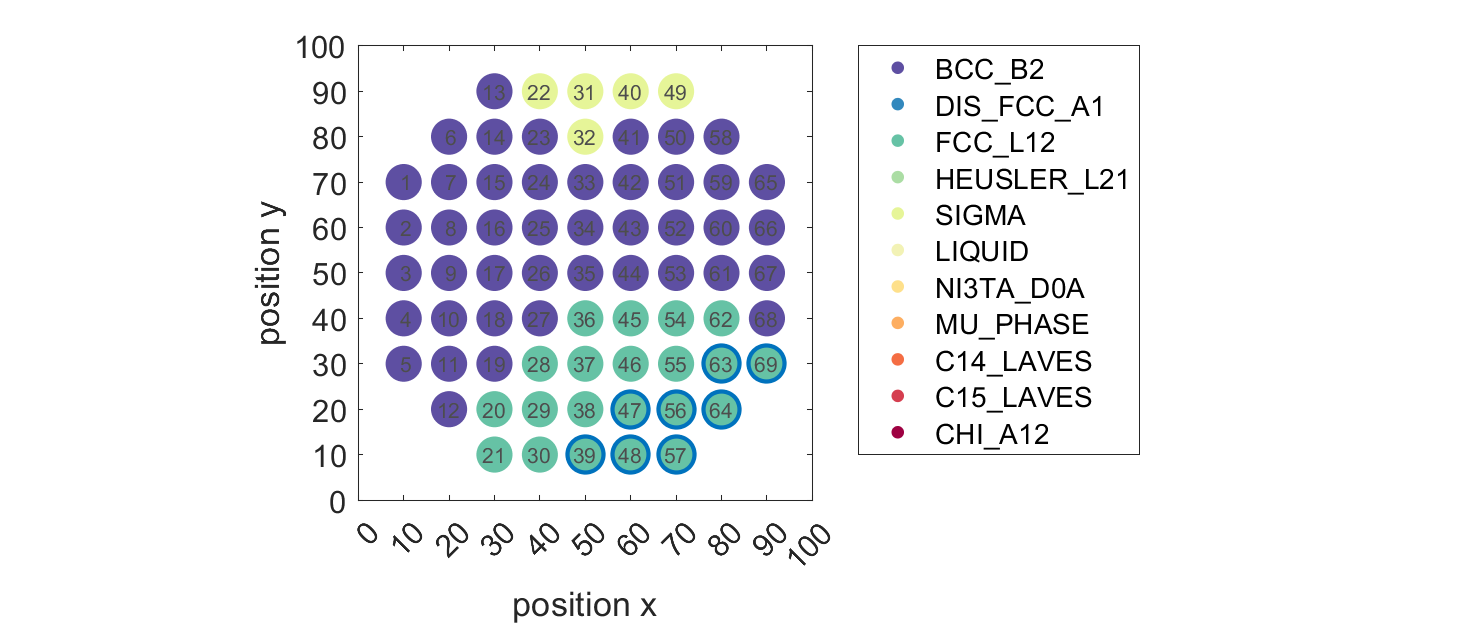 100
90
80
70
60
50
40
30
20
10
0
position y
13 22 31 40 49
6 14 23 32 41 50 58
1 7 15 24 33 42 51 59 65
2 8 16 25 34 43 52 60 66
3 9 17 26 35 44 53 61 67
4 10 18 27 36 45 54 62 68
5 11 19 28 37 46 55 63 69
12 20 29 38 47 56 64
21 30 39 48 57
0 10 20 30 40 50 60 70 80 90 100
position x
BCC_B2
DIS_FCC_A1
FCC_L12
HEUSLER_L21
SIGMA
LIQUID
NI3TA_D0A
MU_PHASE
C14_LAVES
C15_LAVES
CHI_A12